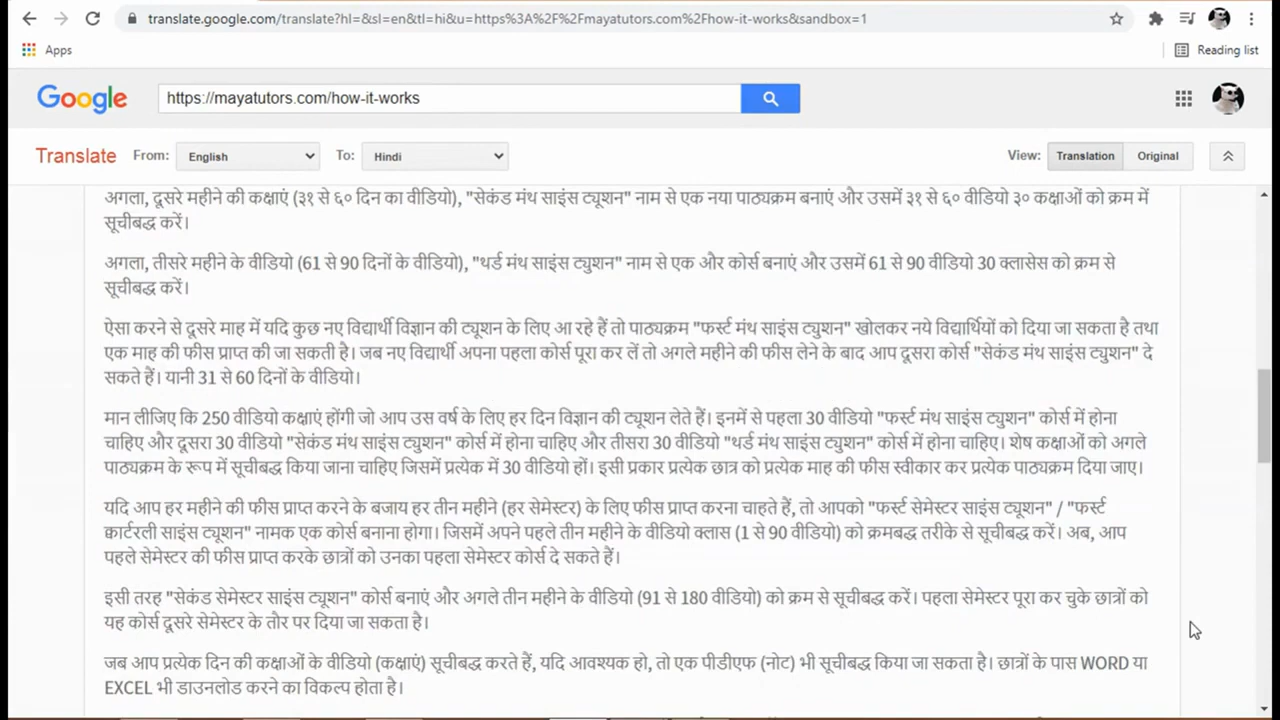 translate.google.com/translate?hl=&sl=en&tl=hi&u=https%3A%2F%2Fmayatutors.com%2Fhow-it-works&sandbox=1
Apps
Reading list
Google
https://mayatutors.com/how-it-works
Translate From: English To: Hindi View: Translation Original
अगला, दूसरे महीने की कक्षाएं (३१ से ६० दिन का वीडियो), "सेकंड मंथ साइंस ट्यूशन" नाम से एक नया पाठ्यक्रम बनाएं और उसमें ३१ से ६० वीडियो ३० कक्षाओं को क्रम में
सूचीबद्ध करें।
अगला, तीसरे महीने के वीडियो (61 से 90 दिनों के वीडियो), "थर्ड मंथ साइंस ट्युशन" नाम से एक और कोर्स बनाएं और उसमें 61 से 90 वीडियो 30 क्लासेस को क्रम से
सूचीबद्ध करें।
ऐसा करने से दूसरे माह में यदि कुछ नए विद्यार्थी विज्ञान की ट्यूशन के लिए आ रहे हैं तो पाठ्यक्रम "फर्स्ट मंथ साइंस ट्युशन" खोलकर नये विद्यार्थियों को दिया जा सकता है तथा
एक माह की फीस प्राप्त की जा सकती है। जब नए विद्यार्थी अपना पहला कोर्स पूरा कर लें तो अगले महीने की फीस लेने के बाद आप दूसरा कोर्स "सेकंड मंथ साइंस ट्युशन" दे
सकते हैं। यानी 31 से 60 दिनों के वीडियो।
मान लीजिए कि 250 वीडियो कक्षाएं होंगी जो आप उस वर्ष के लिए हर दिन विज्ञान की ट्यूशन लेते हैं। इनमें से पहला 30 वीडियो "फर्स्ट मंथ साइंस ट्युशन" कोर्स में होना
चाहिए और दूसरा 30 वीडियो "सेकंड मंथ साइंस ट्युशन" कोर्स में होना चाहिए और तीसरा 30 वीडियो "थर्ड मंथ साइंस ट्युशन" कोर्स में होना चाहिए। शेष कक्षाओं को अगले
पाठ्यक्रम के रूप में सूचीबद्ध किया जाना चाहिए जिसमें प्रत्येक में 30 वीडियो हों। इसी प्रकार प्रत्येक छात्र को प्रत्येक माह की फीस स्वीकार कर प्रत्येक पाठ्यक्रम दिया जाए।
यदि आप हर महीने की फीस प्राप्त करने के बजाय हर तीन महीने (हर सेमेस्टर) के लिए फीस प्राप्त करना चाहते हैं, तो आपको "फर्स्ट सेमेस्टर साइंस ट्यूशन" / "फर्स्ट
क्वार्टरली साइंस ट्यूशन" नामक एक कोर्स बनाना होगा। जिसमें अपने पहले तीन महीने के वीडियो क्लास (1 से 90 वीडियो) को क्रमबद्ध तरीके से सूचीबद्ध करें। अब, आप
पहले सेमेस्टर की फीस प्राप्त करके छात्रों को उनका पहला सेमेस्टर कोर्स दे सकते हैं।
इसी तरह "सेकंड सेमेस्टर साइंस ट्यूशन" कोर्स बनाएं और अगले तीन महीने के वीडियो (91 से 180 वीडियो) को क्रम से सूचीबद्ध करें। पहला सेमेस्टर पूरा कर चुके छात्रों को
यह कोर्स दूसरे सेमेस्टर के तौर पर दिया जा सकता है।
जब आप प्रत्येक दिन की कक्षाओं के वीडियो (कक्षाएं) सूचीबद्ध करते हैं, यदि आवश्यक हो, तो एक पीडीएफ (नोट) भी सूचीबद्ध किया जा सकता है। छात्रों के पास WORD या
EXCEL भी डाउनलोड करने का विकल्प होता है।